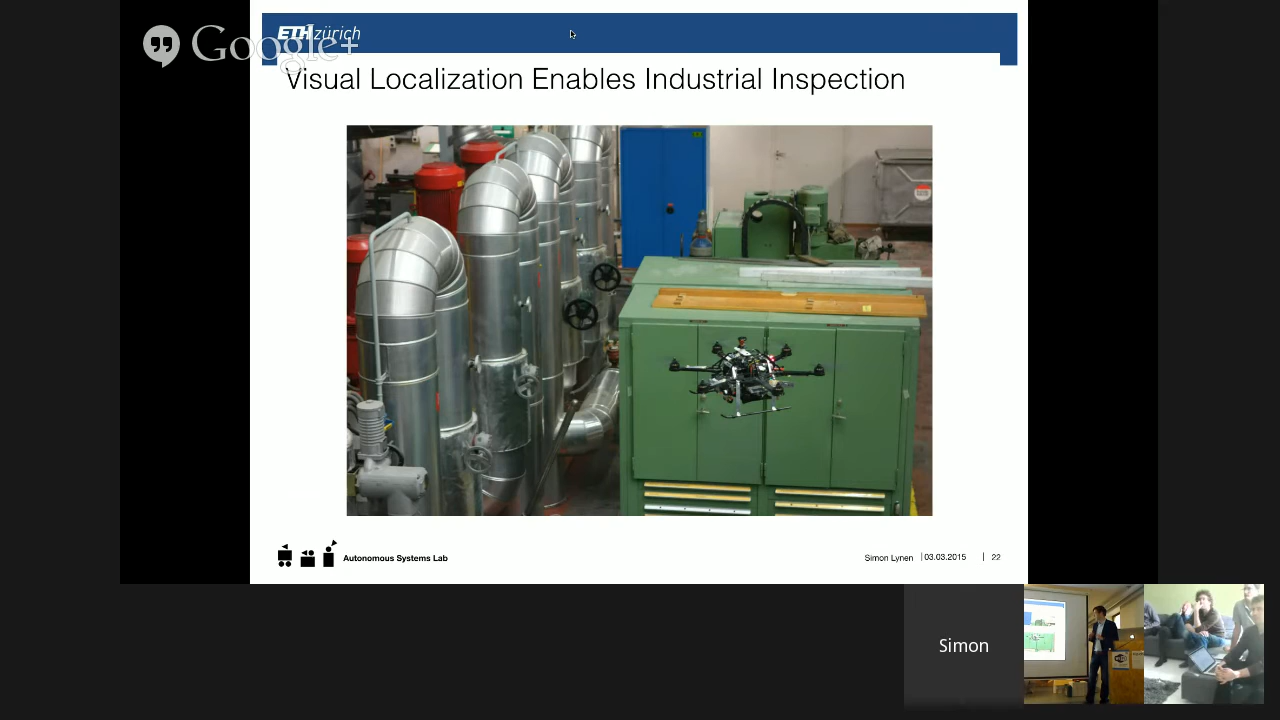 ETH zürich
Google+
Visual Localization Enables Industrial Inspection
Autonomous Systems Lab
Simon Lynen | 03.03.2015 | 22
Simon